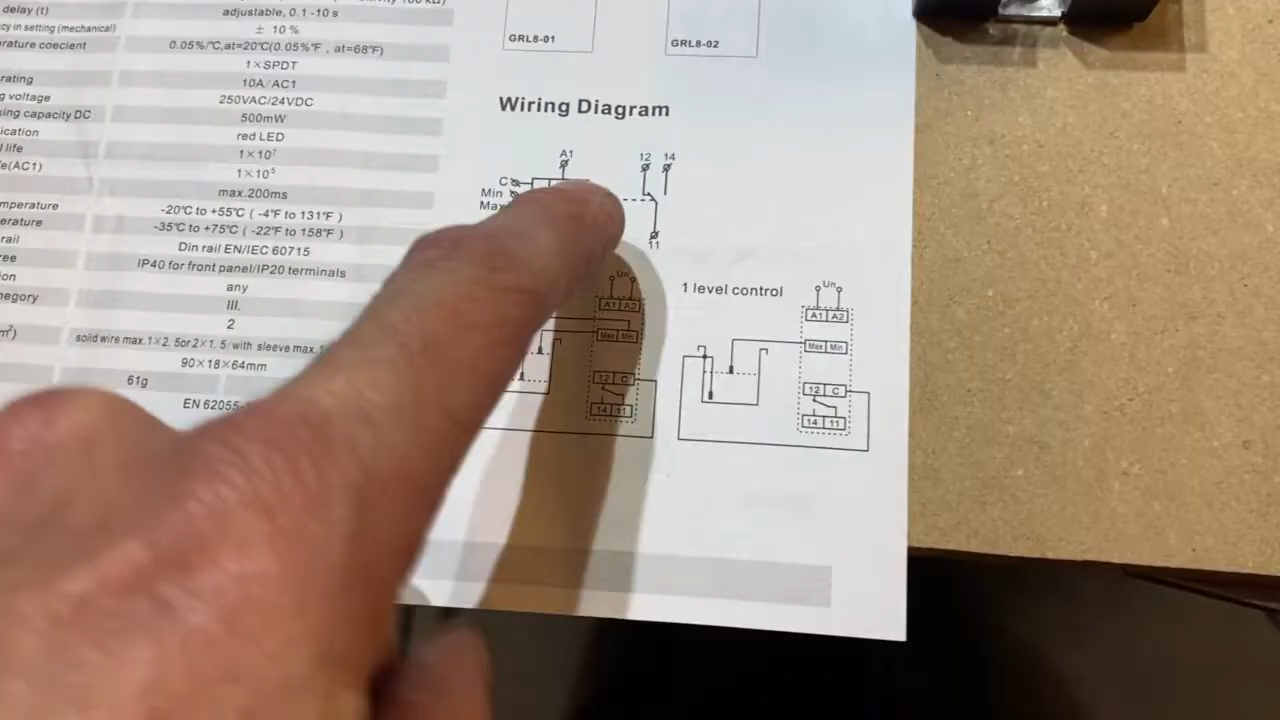 delay (t) adjustable, 0.1 -10 s
cy in setting (mechanical) ± 10 %
rature coecient 0.05%/℃,at=20℃(0.05%℉ , at=68℉)
1×SPDT
rating 10A/AC1
g voltage 250VAC/24VDC
king capacity DC 500mW
ication red LED
l life 1×10⁷
e(AC1) 1×10⁵
max.200ms
mperature -20℃ to +55℃ ( -4℉ to 131℉ )
erature -35℃ to +75℃ ( -22℉ to 158℉ )
rail Din rail EN/IEC 60715
ree IP40 for front panel/IP20 terminals
ion any
negory III.
2
m²) solid wire max.1×2. 5or 2×1. 5/with sleeve max.1
90×18×64mm
61g
EN 62055-
GRL8-01
GRL8-02
Wiring Diagram
A1
C
Min
Max
12 14
11
Un
A1 A2
Max Min
12 C
14 11
1 level control
Un
A1 A2
Max Min
12 C
14 11